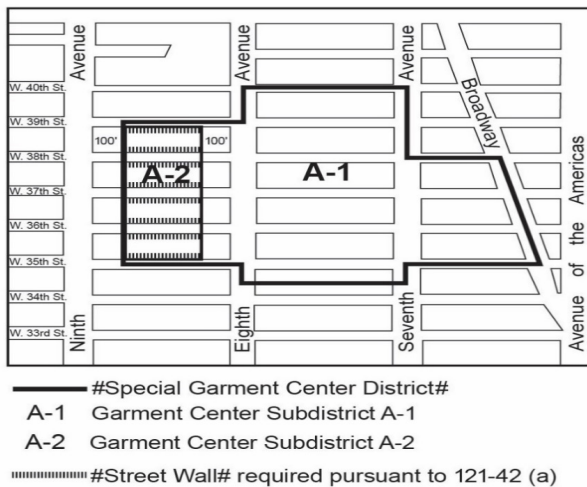 Avenue
Avenue
Avenue
W. 40th St.
Broadway
W. 39th St.
100'
100'
W. 38th St.
A-2
A-1
W. 37th St.
W. 36th St.
W. 35th St.
W. 34th St.
W. 33rd St.
Ninth
Eighth
Seventh
Avenue of the Americas
#Special Garment Center District#
A-1 Garment Center Subdistrict A-1
A-2 Garment Center Subdistrict A-2
#Street Wall# required pursuant to 121-42 (a)